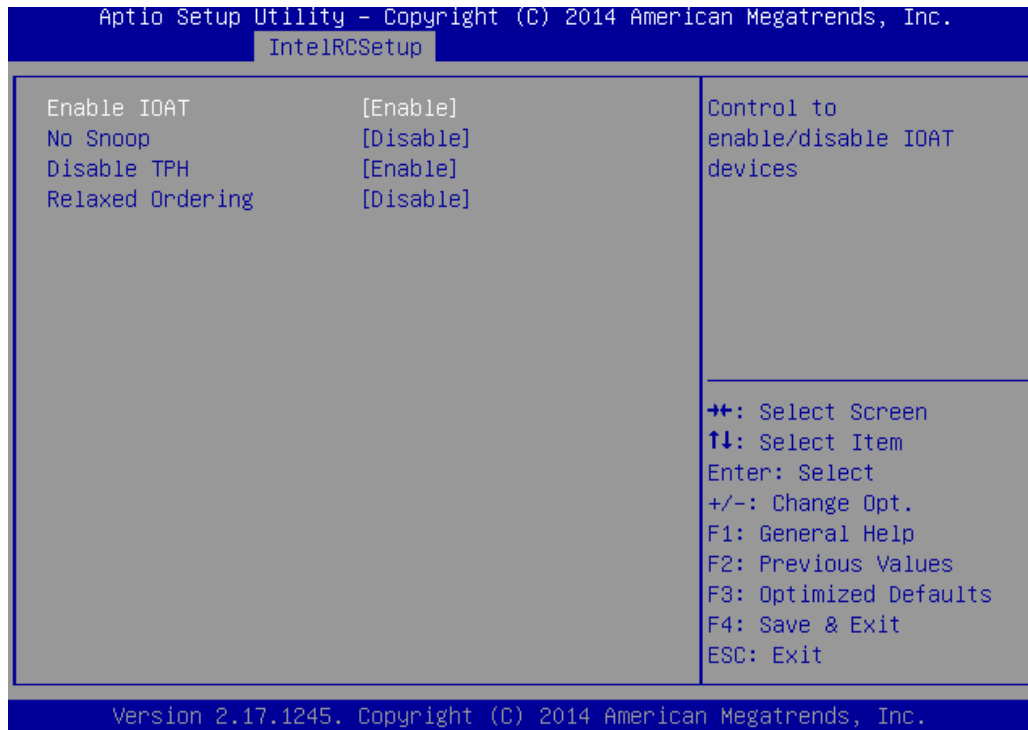 Aptio Setup Utility – Copyright (C) 2014 American Megatrends, Inc.
IntelRCSetup
Enable IOAT [Enable]
No Snoop [Disable]
Disable TPH [Enable]
Relaxed Ordering [Disable]
Control to
enable/disable IOAT
devices
→←: Select Screen
↑↓: Select Item
Enter: Select
+/-: Change Opt.
F1: General Help
F2: Previous Values
F3: Optimized Defaults
F4: Save & Exit
ESC: Exit
Version 2.17.1245. Copyright (C) 2014 American Megatrends, Inc.